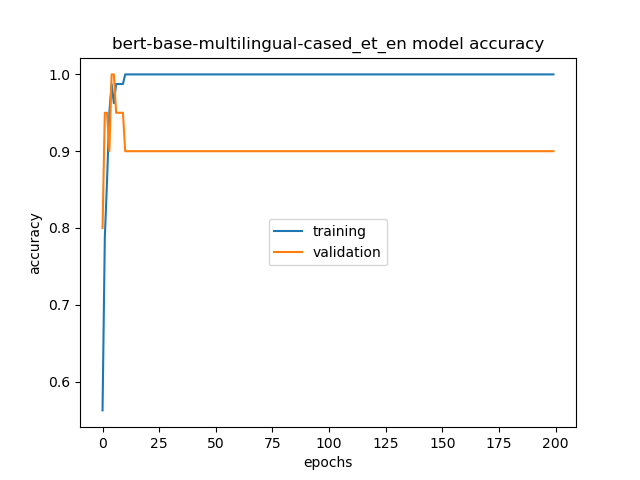 bert-base-multilingual-cased_et_en model accuracy
1.0
0.9
0.8
0.7
0.6
accuracy
training
validation
0 25 50 75 100 125 150 175 200
epochs